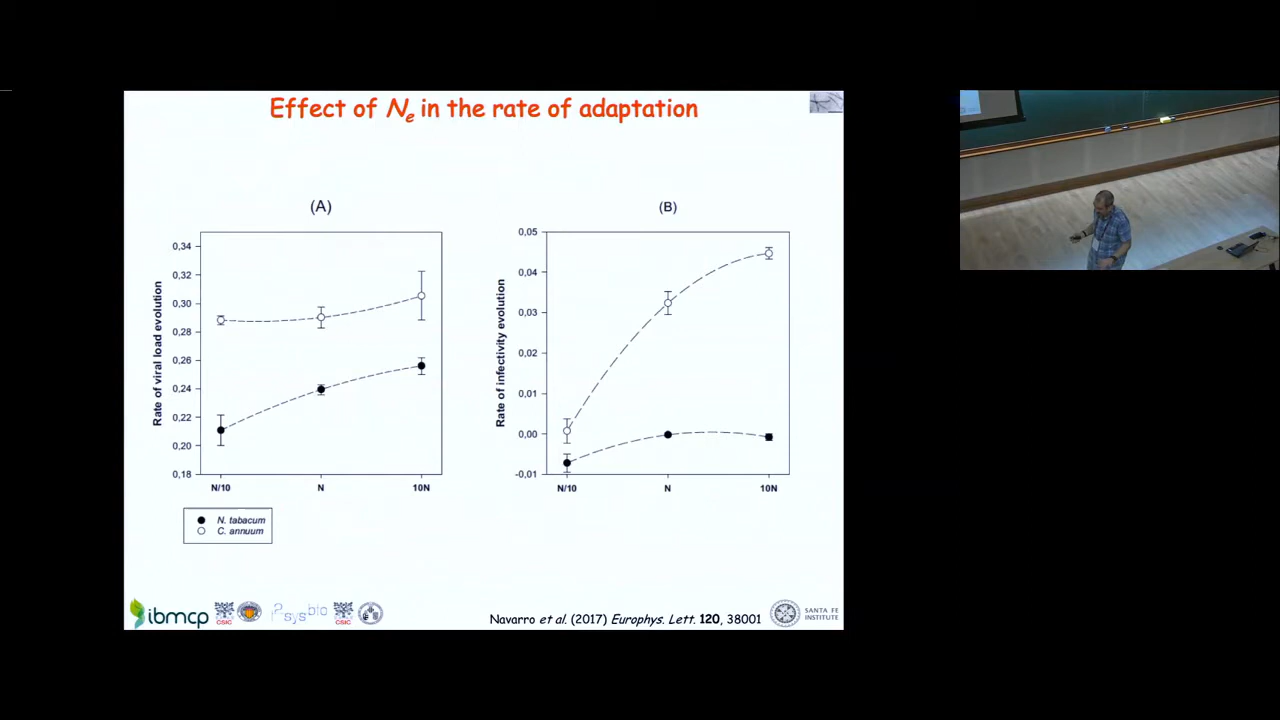 Effect of Ne in the rate of adaptation
(A)
Rate of viral load evolution
0,34
0,32
0,30
0,28
0,26
0,24
0,22
0,20
0,18
N/10
N
10N
N. tabacum
C. annuum
(B)
Rate of infectivity evolution
0,05
0,04
0,03
0,02
0,01
0,00
-0,01
N/10
N
10N
ibmcp
CSIC
sysbio
CSIC
Navarro et al. (2017) Europhys. Lett. 120, 38001
SANTA FE
INSTITUTE